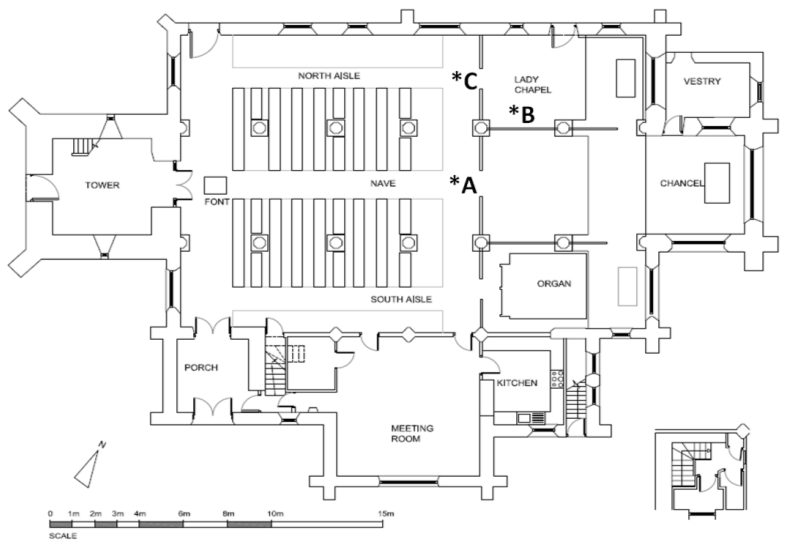 NORTH AISLE
*C
LADY
CHAPEL
VESTRY
*B
TOWER
NAVE
*A
CHANCEL
FONT
ORGAN
SOUTH AISLE
PORCH
KITCHEN
MEETING
ROOM
N
0 1m 2m 3m 4m 6m 8m 10m 15m
SCALE